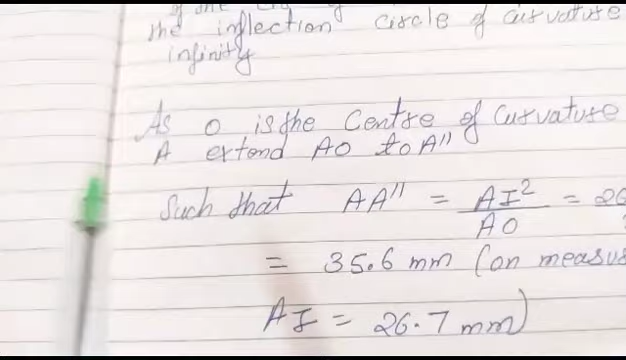 the inflection circle of curvature
infinity
As O is the Centre of Curvature
A extend AO to A"
Such that AA" = AI² / AO =
= 35.6 mm (on
AI = 26.7 mm)